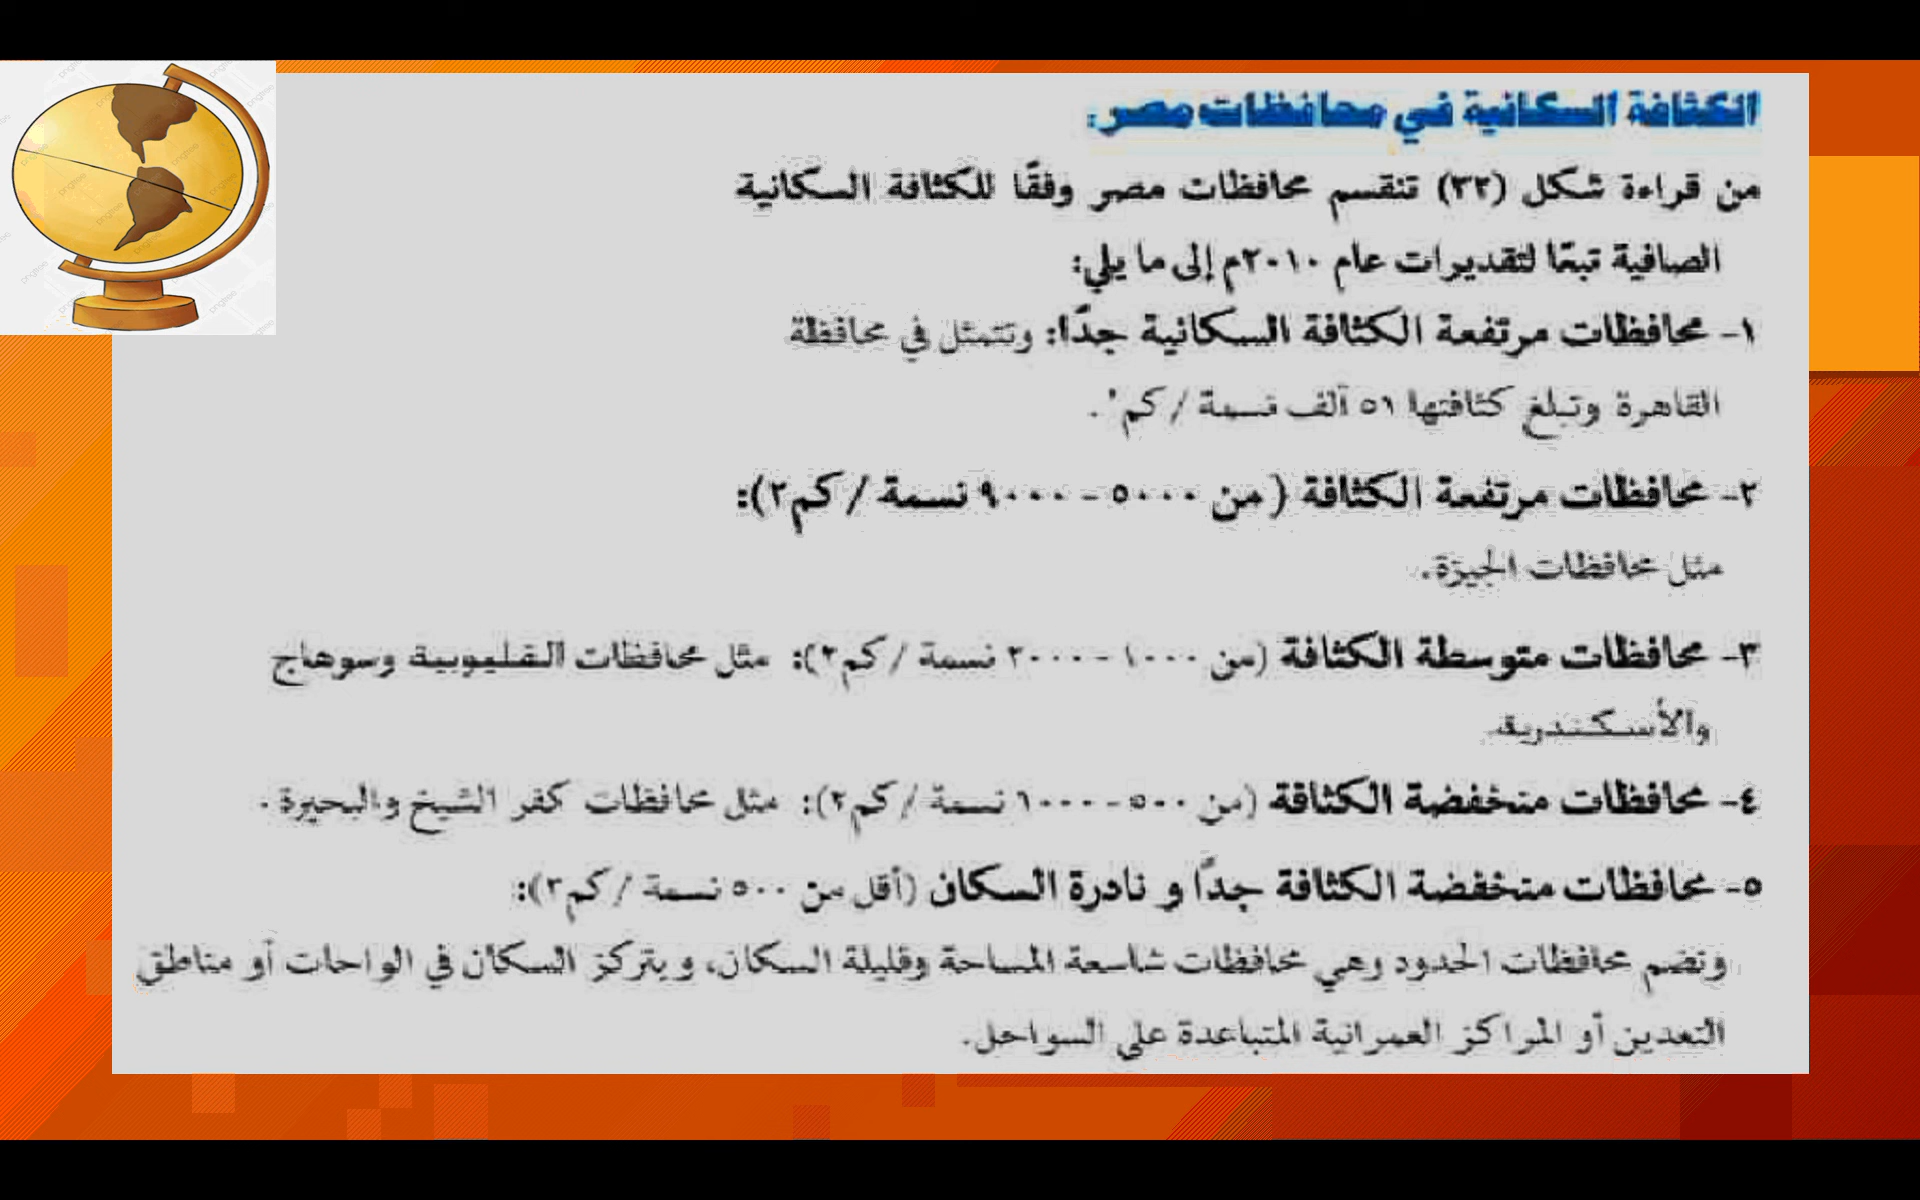 الكثافة السكانية في محافظات مصر:
من قراءة شكل (٣٢) تنقسم محافظات مصر وفقًا للكثافة السكانية
الصافية تبعًا لتقديرات عام ٢٠١٠م إلى ما يلي:
١- محافظات مرتفعة الكثافة السكانية جدًا: وتتمثل في محافظة
القاهرة وتبلغ كثافتها ٥١ ألف نسمة / كم٢.
٢- محافظات مرتفعة الكثافة ( من ٥٠٠٠ - ٩٠٠٠ نسمة / كم٢):
مثل محافظات الجيزة.
٣- محافظات متوسطة الكثافة (من ١٠٠٠ - ٢٠٠٠ نسمة / كم٢): مثل محافظات القليوبية وسوهاج
والأسكندرية
٤- محافظات منخفضة الكثافة (من ٥٠٠ - ١٠٠٠ نسمة / كم٢): مثل محافظات كفر الشيخ والبحيرة.
٥- محافظات منخفضة الكثافة جداً و نادرة السكان (أقل من ٥٠٠ نسمة / كم٢):
وتضم محافظات الحدود وهي محافظات شاسعة المساحة وقليلة السكان، ويتركز السكان في الواحات أو مناطق
التعدين أو المراكز العمرانية المتباعدة علي السواحل.